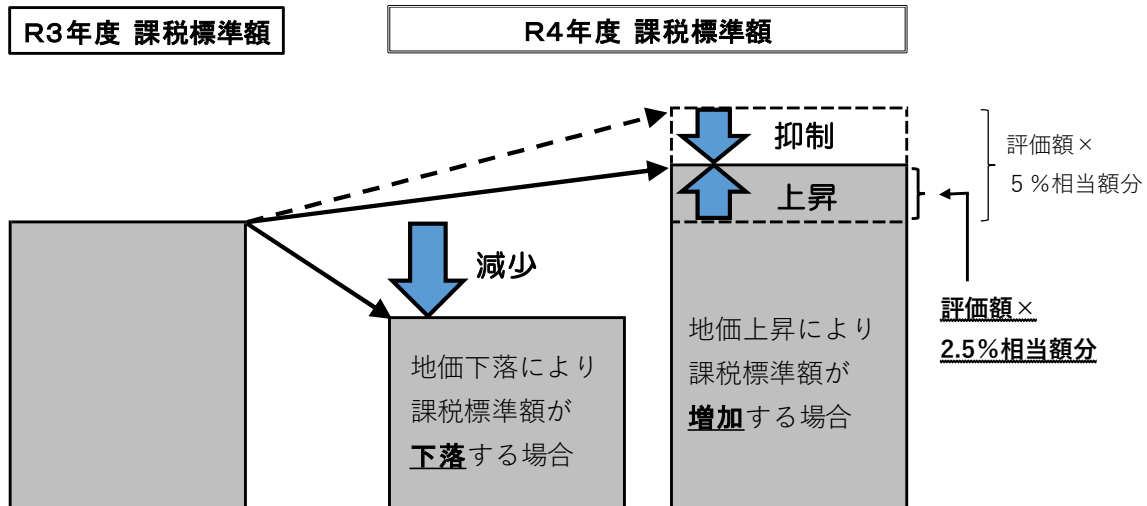 R3年度 課税標準額
R4年度 課税標準額
抑制
上昇
評価額×
5%相当額分
減少
評価額×
2.5%相当額分
地価下落により
課税標準額が
下落する場合
地価上昇により
課税標準額が
増加する場合